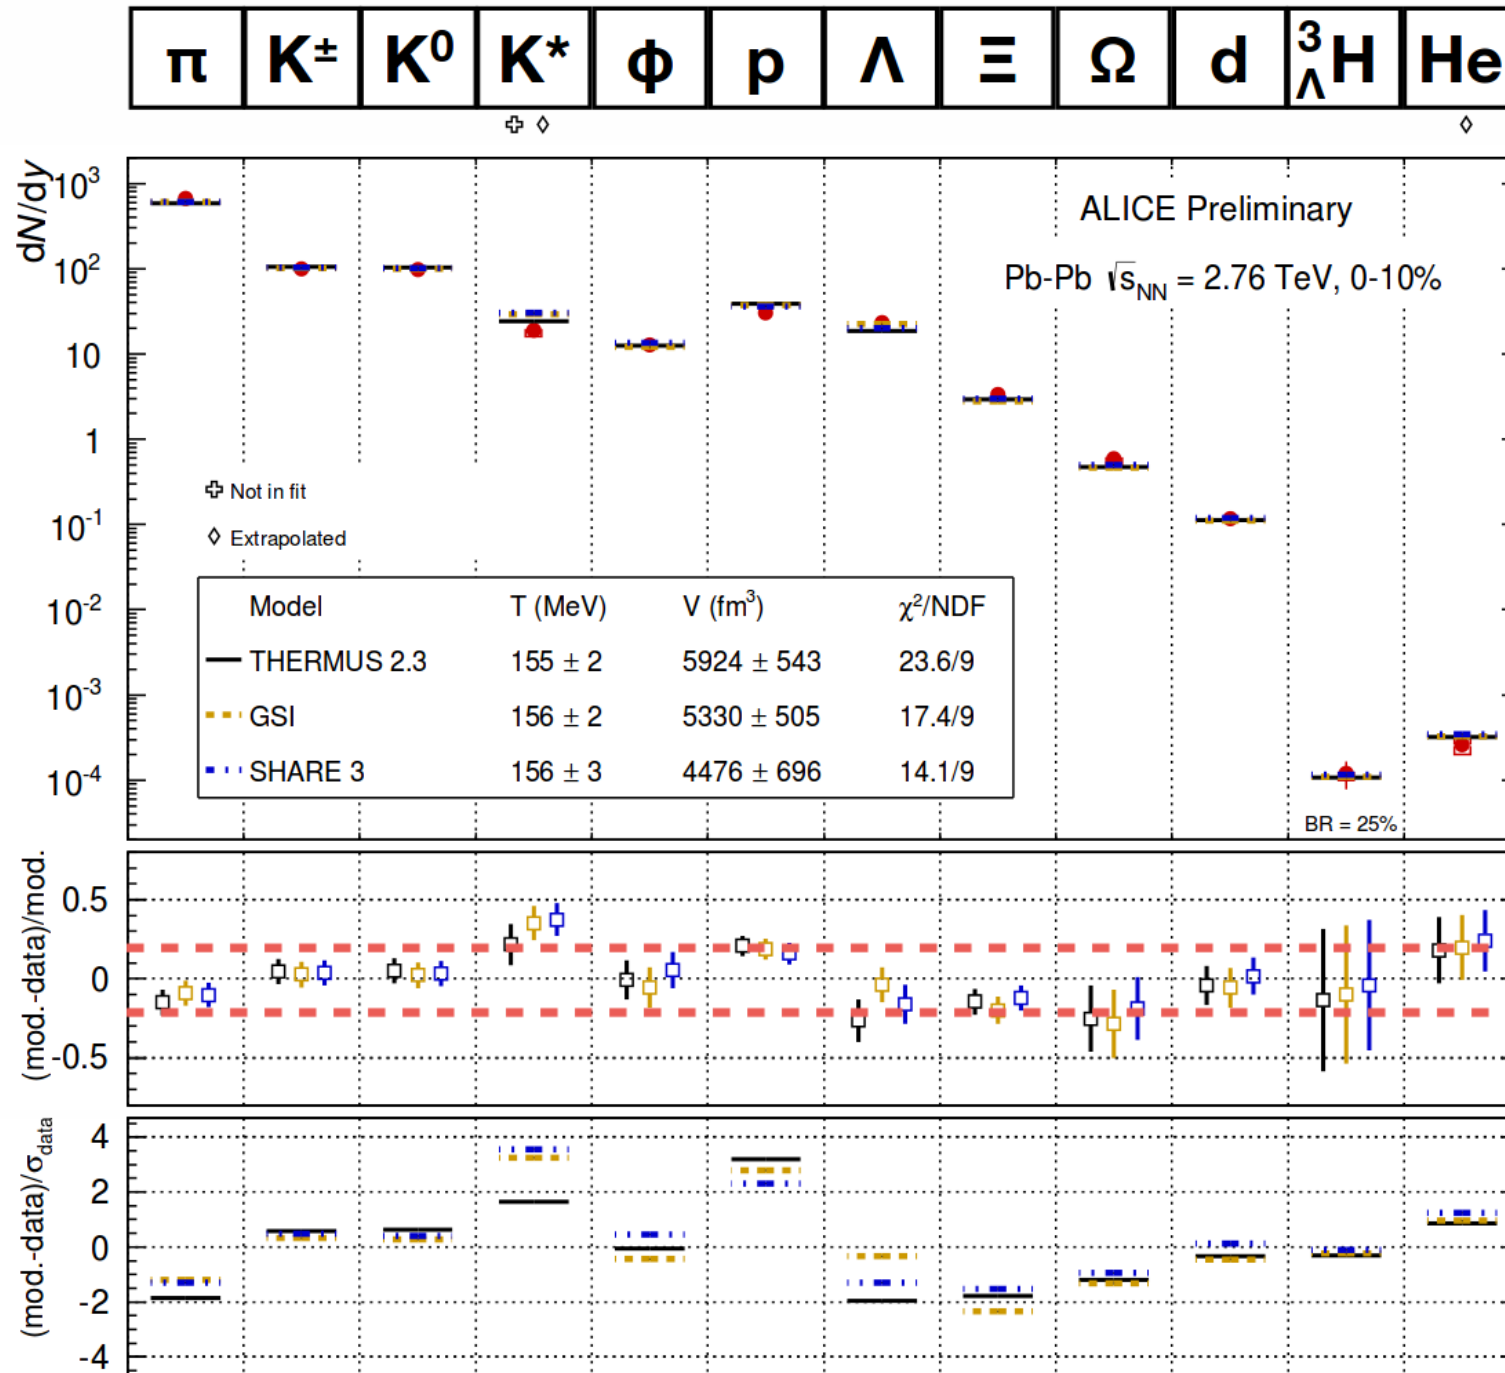 π K± K⁰ K* ϕ p Λ Ξ Ω d ³ΛH He
dN/dy
10³
10²
10
1
10⁻¹
10⁻²
10⁻³
10⁻⁴
ALICE Preliminary
Pb-Pb √sNN = 2.76 TeV, 0-10%
Not in fit
Extrapolated
Model T (MeV) V (fm³) χ²/NDF
THERMUS 2.3 155 ± 2 5924 ± 543 23.6/9
GSI 156 ± 2 5330 ± 505 17.4/9
SHARE 3 156 ± 3 4476 ± 696 14.1/9
BR = 25%
(mod.-data)/mod.
0.5
0
-0.5
(mod.-data)/σdata
4
2
0
-2
-4